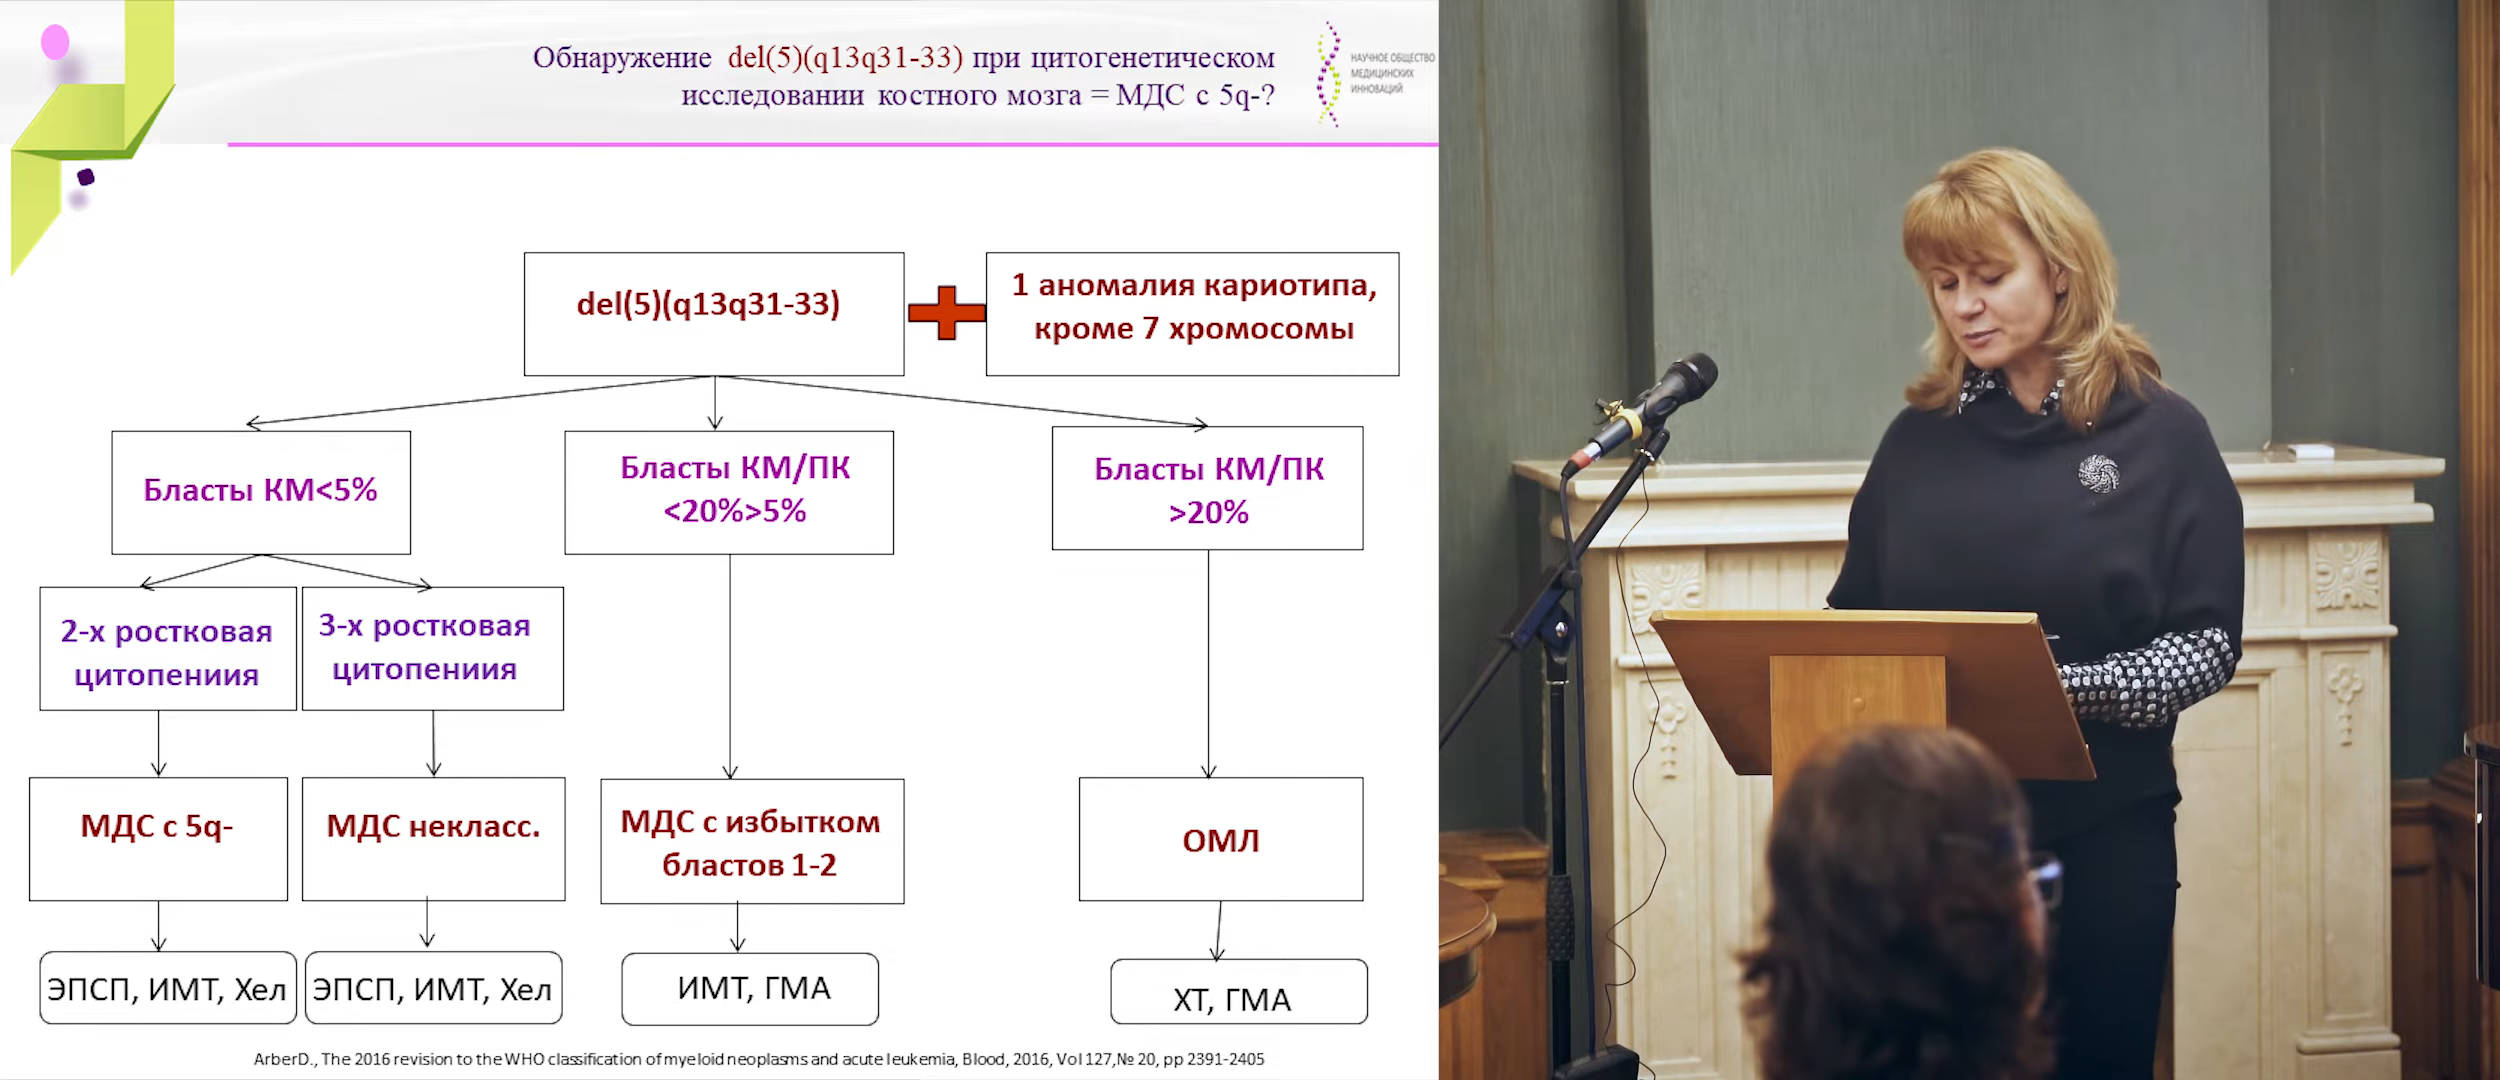 Обнаружение del(5)(q13q31-33) при цитогенетическом
исследовании костного мозга = МДС с 5q-?
НАУЧНОЕ ОБЩЕСТВО
МЕДИЦИНСКИХ
ИННОВАЦИЙ
del(5)(q13q31-33)
1 аномалия кариотипа,
кроме 7 хромосомы
Бласты КМ<5%
Бласты КМ/ПК
<20%>5%
Бласты КМ/ПК
>20%
2-х ростковая
цитопениия
3-х ростковая
цитопениия
МДС с 5q-
МДС некласс.
МДС с избытком
бластов 1-2
ОМЛ
ЭПСП, ИМТ, Хел
ЭПСП, ИМТ, Хел
ИМТ, ГМА
ХТ, ГМА
ArberD., The 2016 revision to the WHO classification of myeloid neoplasms and acute leukemia, Blood, 2016, Vol 127,№ 20, pp 2391-2405